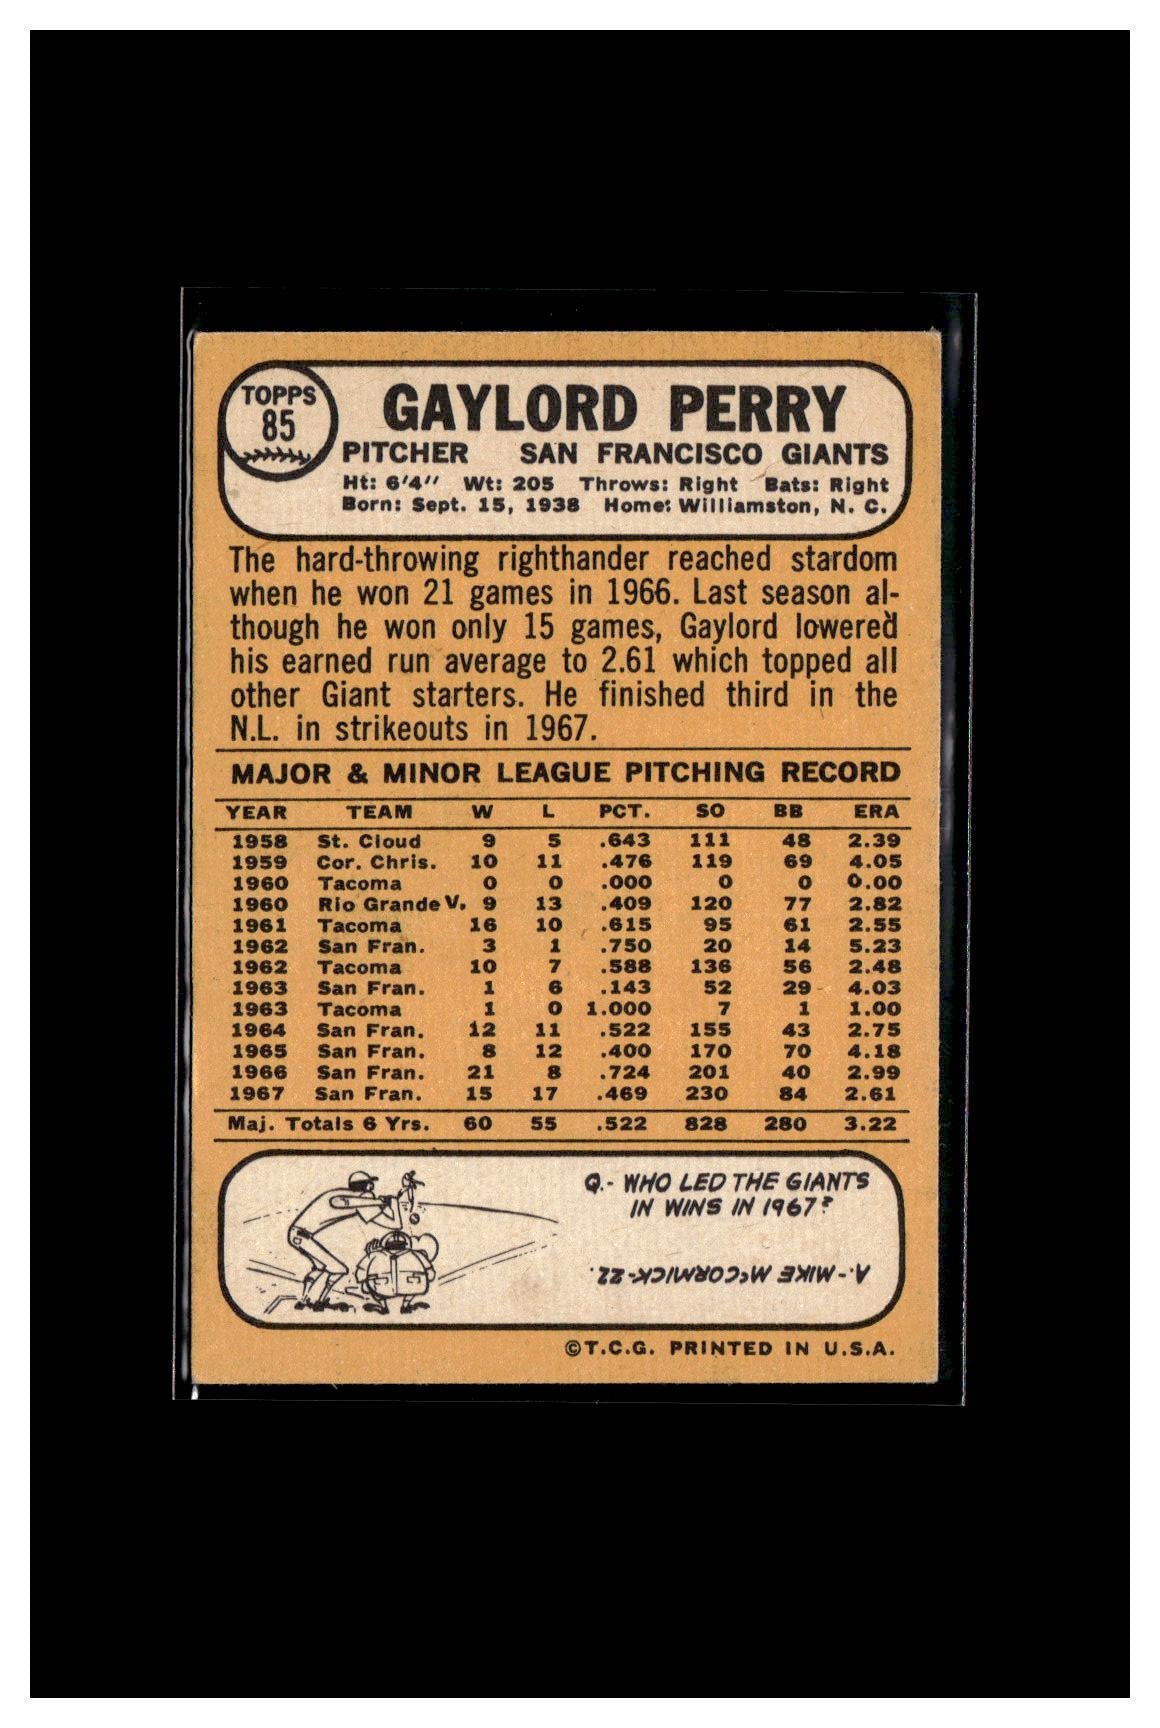 TOPPS
85
GAYLORD PERRY
PITCHER SAN FRANCISCO GIANTS
Ht: 6'4" Wt: 205 Throws: Right Bats: Right
Born: Sept. 15, 1938 Home: Williamston, N. C.
The hard-throwing righthander reached stardom
when he won 21 games in 1966. Last season al-
though he won only 15 games, Gaylord lowered
his earned run average to 2.61 which topped all
other Giant starters. He finished third in the
N.L. in strikeouts in 1967.
MAJOR & MINOR LEAGUE PITCHING RECORD
YEAR TEAM W L PCT. SO BB ERA
1958 St. Cloud 9 5 .643 111 48 2.39
1959 Cor. Chris. 10 11 .476 119 69 4.05
1960 Tacoma 0 0 .000 0 0 0.00
1960 Rio Grande V. 9 13 .409 120 77 2.82
1961 Tacoma 16 10 .615 95 61 2.55
1962 San Fran. 3 1 .750 20 14 5.23
1962 Tacoma 10 7 .588 136 56 2.48
1963 San Fran. 1 6 .143 52 29 4.03
1963 Tacoma 1 0 1.000 7 1 1.00
1964 San Fran. 12 11 .522 155 43 2.75
1965 San Fran. 8 12 .400 170 70 4.18
1966 San Fran. 21 8 .724 201 40 2.99
1967 San Fran. 15 17 .469 230 84 2.61
Maj. Totals 6 Yrs. 60 55 .522 828 280 3.22
Q.- WHO LED THE GIANTS
IN WINS IN 1967?
A.- MIKE McCORMICK-22.
©T.C.G. PRINTED IN U.S.A.